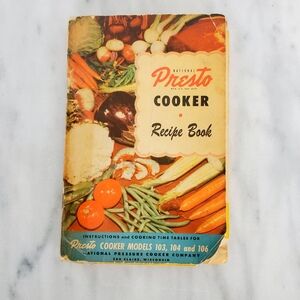 NATIONAL
Presto
COOKER
Recipe Book
INSTRUCTIONS and COOKING TIME TABLES FOR
Presto COOKER MODELS 103, 104 and 106
ATIONAL PRESSURE COOKER COMPANY
EAU CLAIRE, WISCONSIN